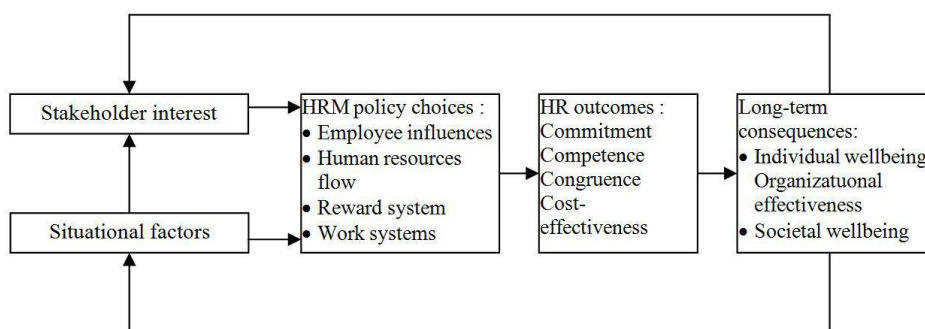 Stakeholder interest
Situational factors
HRM policy choices :
● Employee influences
● Human resources
flow
● Reward system
● Work systems
HR outcomes :
Commitment
Competence
Congruence
Cost-
effectiveness
Long-term
consequences:
● Individual wellbeing
Organizatuonal
effectiveness
● Societal wellbeing